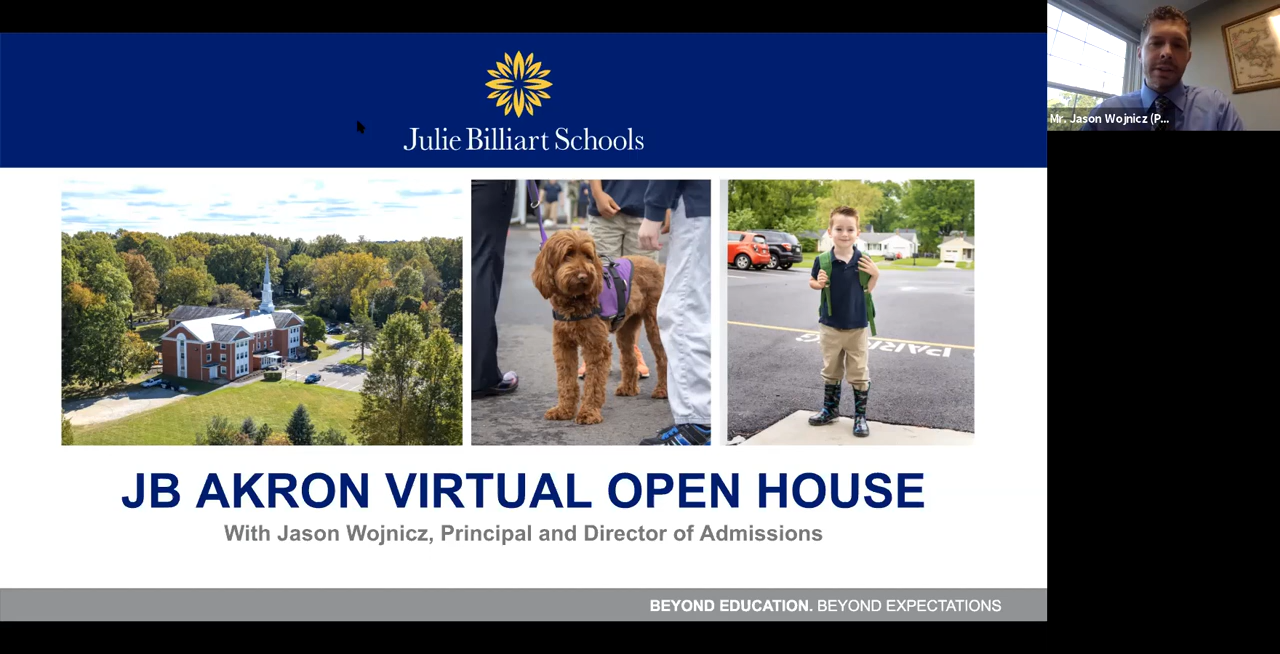 Julie Billiart Schools
Mr. Jason Wojnicz (P...
PARKING
JB AKRON VIRTUAL OPEN HOUSE
With Jason Wojnicz, Principal and Director of Admissions
BEYOND EDUCATION. BEYOND EXPECTATIONS